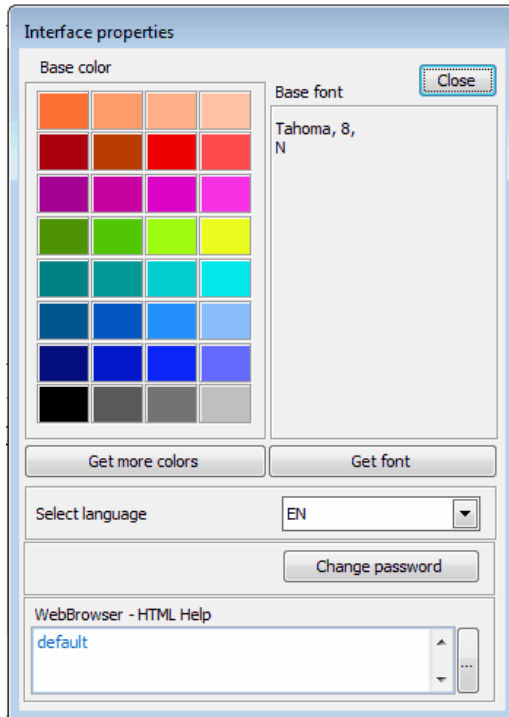 Interface properties
Base color
Close
Base font
Tahoma, 8,
N
Get more colors
Get font
Select language
EN
Change password
WebBrowser - HTML Help
default
...